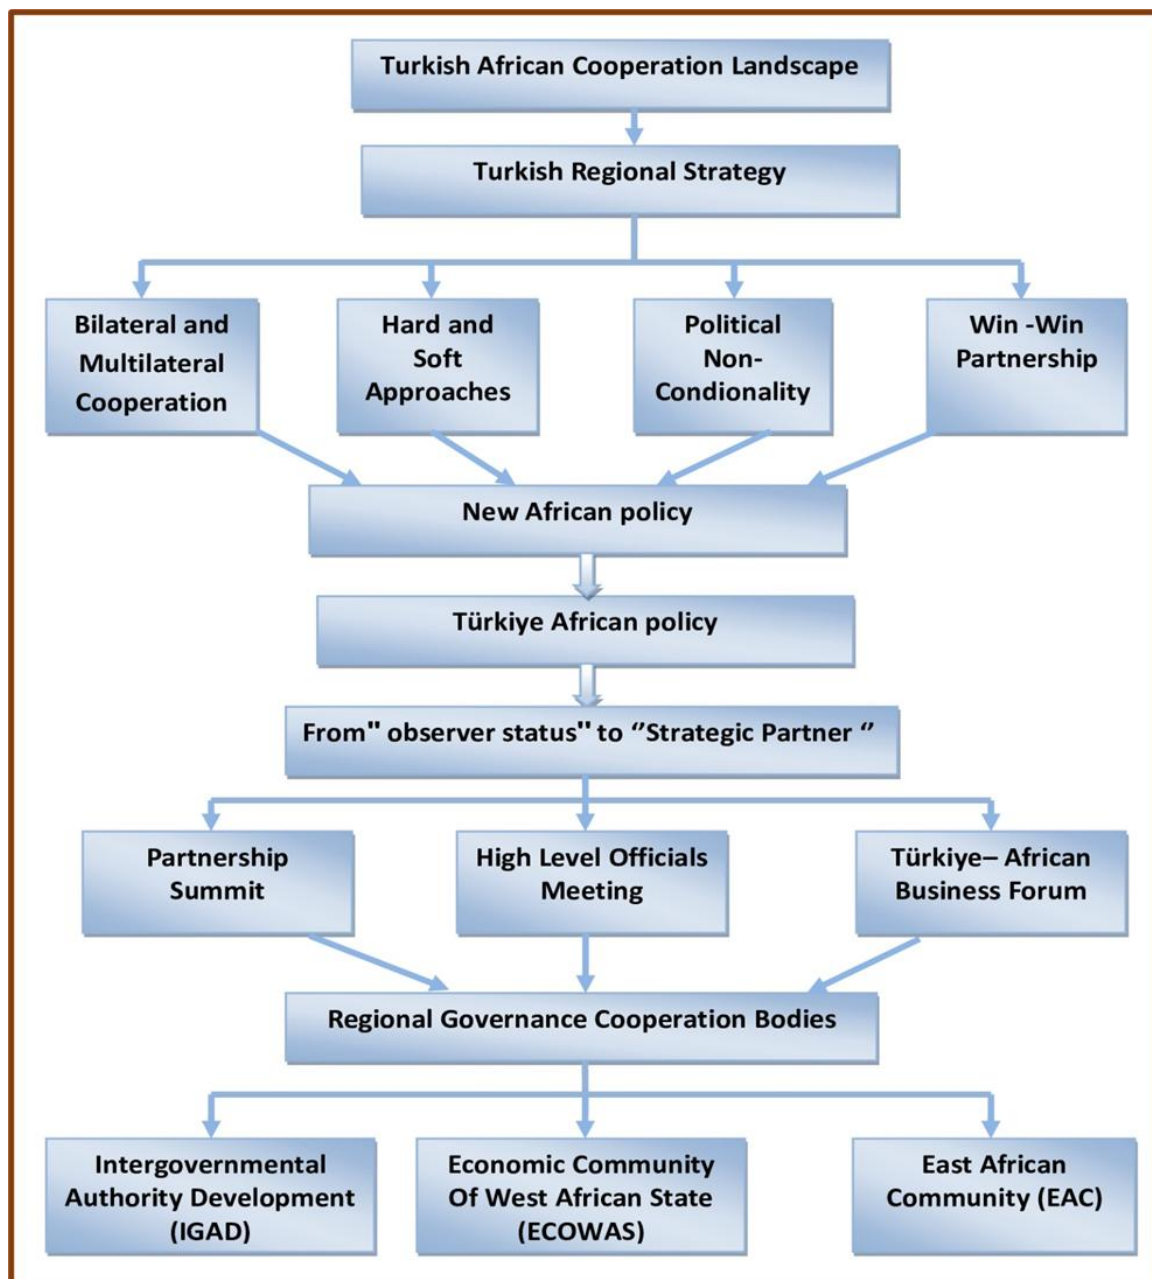 Turkish African Cooperation Landscape
Turkish Regional Strategy
Bilateral and
Multilateral
Cooperation
Hard and
Soft
Approaches
Political
Non-
Condionality
Win -Win
Partnership
New African policy
Türkiye African policy
From" observer status" to “Strategic Partner “
Partnership
Summit
High Level Officials
Meeting
Türkiye– African
Business Forum
Regional Governance Cooperation Bodies
Intergovernmental
Authority Development
(IGAD)
Economic Community
Of West African State
(ECOWAS)
East African
Community (EAC)